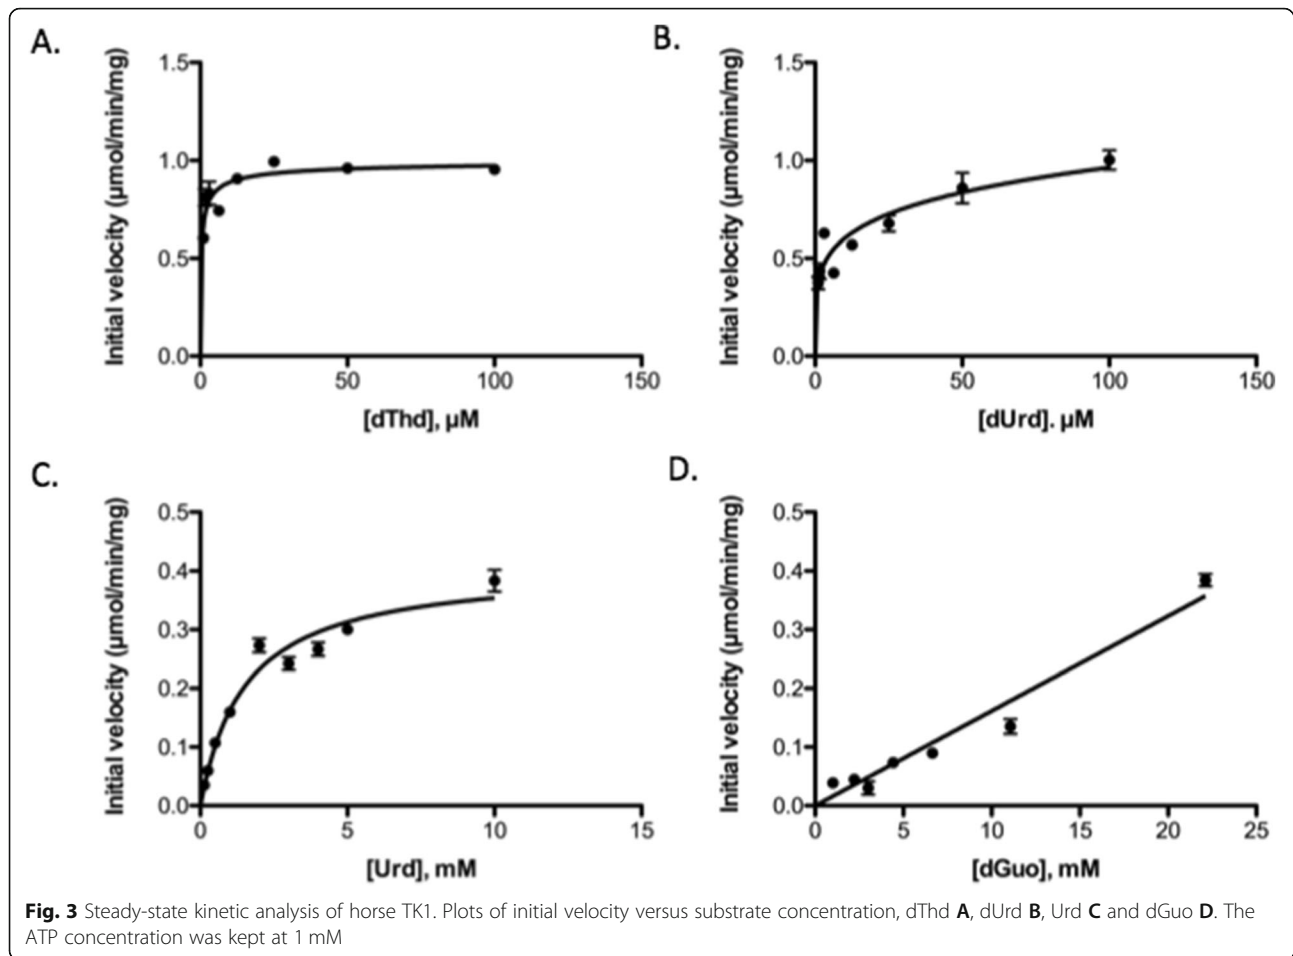 A.
Initial velocity (µmol/min/mg)
1.5
1.0
0.5
0.0
0 50 100 150
[dThd], µM
B.
Initial velocity (µmol/min/mg)
1.5
1.0
0.5
0.0
0 50 100 150
[dUrd]. µM
C.
Initial velocity (µmol/min/mg)
0.5
0.4
0.3
0.2
0.1
0.0
0 5 10 15
[Urd], mM
D.
Initial velocity (µmol/min/mg)
0.5
0.4
0.3
0.2
0.1
0.0
0 5 10 15 20 25
[dGuo], mM
Fig. 3 Steady-state kinetic analysis of horse TK1. Plots of initial velocity versus substrate concentration, dThd A, dUrd B, Urd C and dGuo D. The
ATP concentration was kept at 1 mM